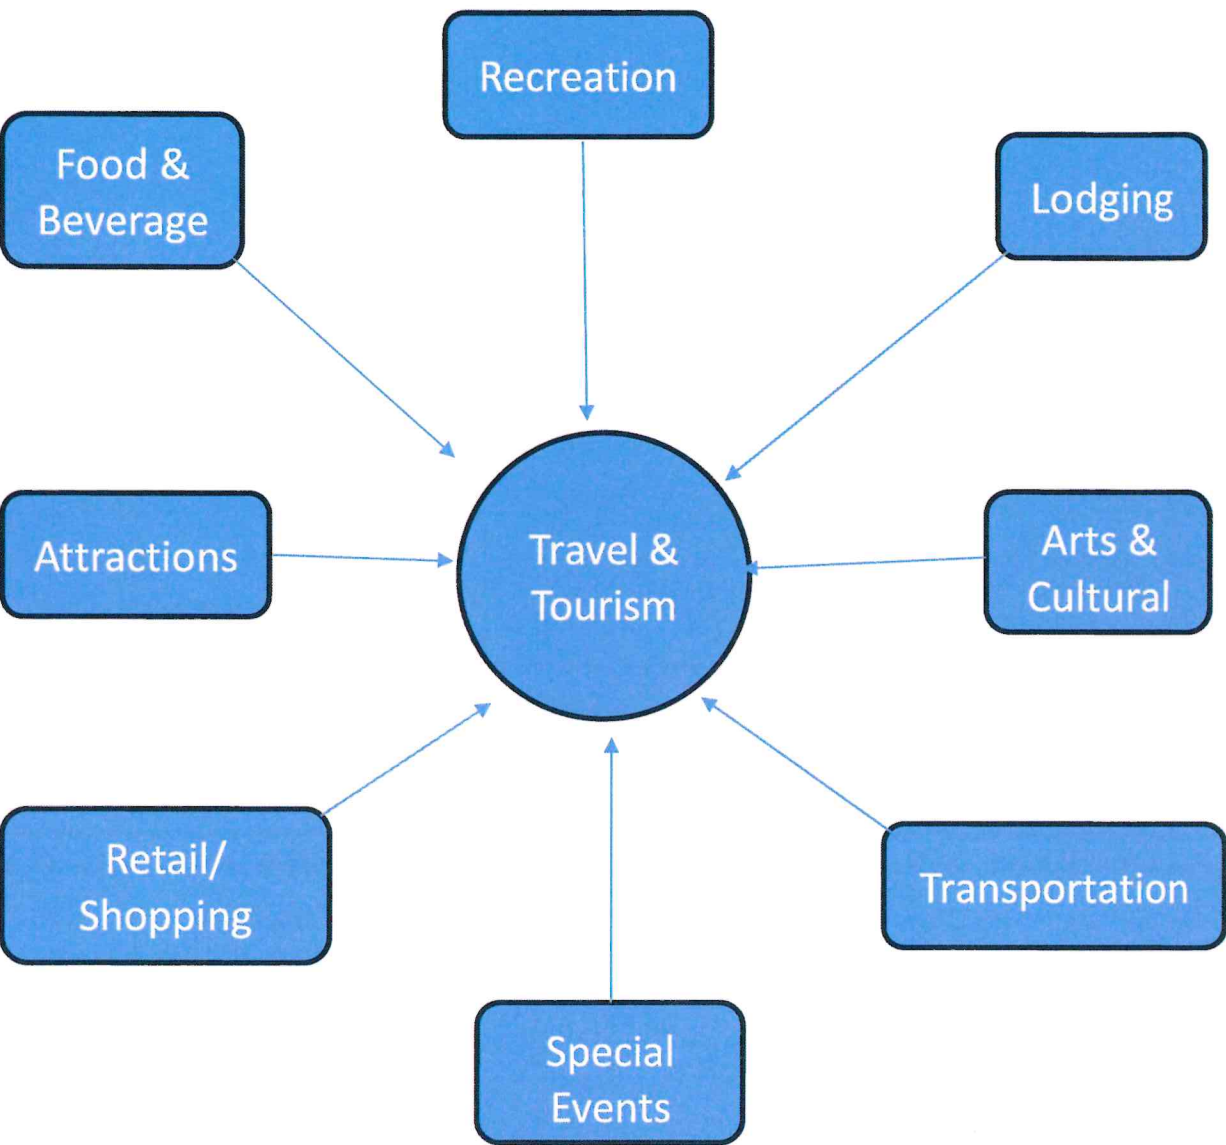 Recreation
Food &
Beverage
Lodging
Attractions
Travel &
Tourism
Arts &
Cultural
Retail/
Shopping
Transportation
Special
Events